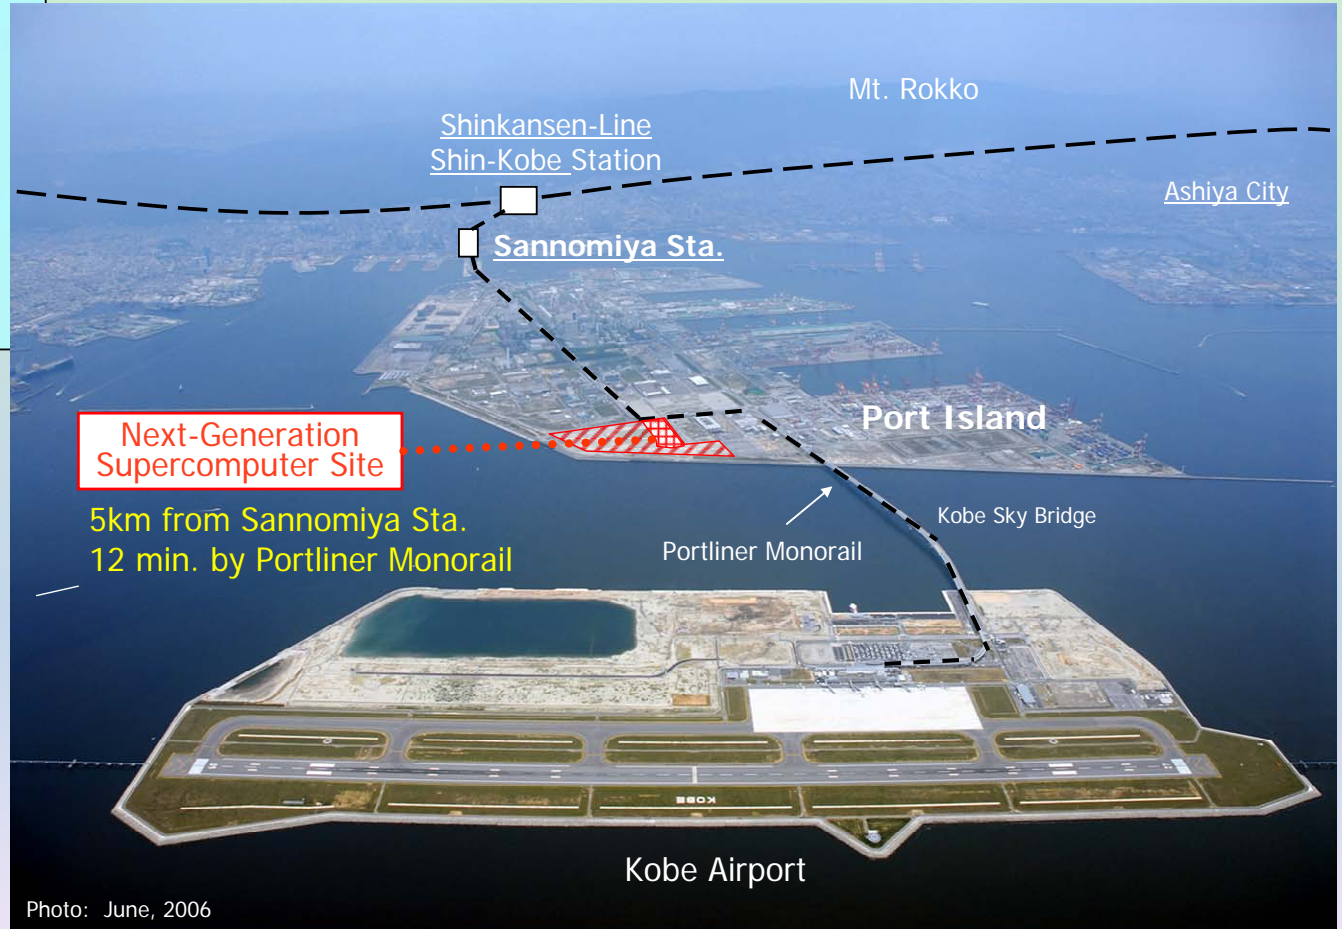 Mt. Rokko
Shinkansen-Line
Shin-Kobe Station
Ashiya City
Sannomiya Sta.
Port Island
Next-Generation
Supercomputer Site
5km from Sannomiya Sta.
12 min. by Portliner Monorail
Kobe Sky Bridge
Portliner Monorail
KOBE
Kobe Airport
Photo: June, 2006